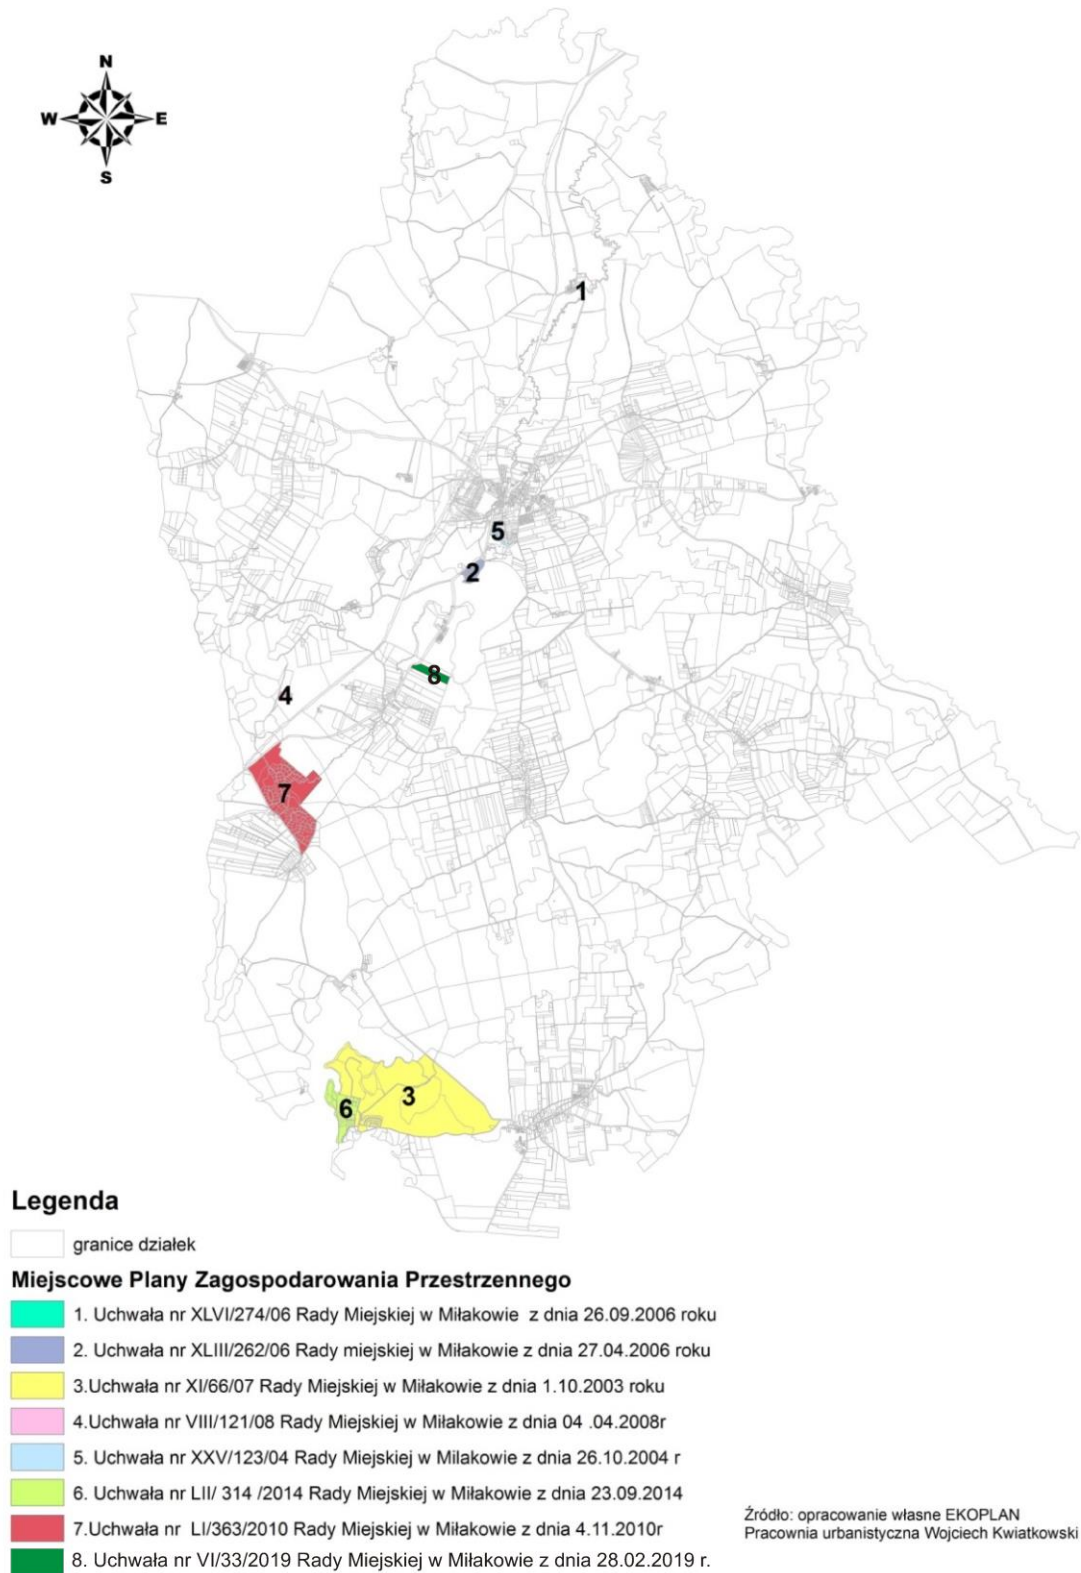 N
W E
S
1
5
2
8
4
7
3
6
Legenda
granice działek
Miejscowe Plany Zagospodarowania Przestrzennego
1. Uchwała nr XLVI/274/06 Rady Miejskiej w Miłakowie z dnia 26.09.2006 roku
2. Uchwała nr XLIII/262/06 Rady miejskiej w Miłakowie z dnia 27.04.2006 roku
3.Uchwała nr XI/66/07 Rady Miejskiej w Miłakowie z dnia 1.10.2003 roku
4.Uchwała nr VIII/121/08 Rady Miejskiej w Miłakowie z dnia 04 .04.2008r
5. Uchwała nr XXV/123/04 Rady Miejskiej w Milakowie z dnia 26.10.2004 r
6. Uchwała nr LII/ 314 /2014 Rady Miejskiej w Miłakowie z dnia 23.09.2014
7.Uchwała nr LI/363/2010 Rady Miejskiej w Miłakowie z dnia 4.11.2010r
8. Uchwała nr VI/33/2019 Rady Miejskiej w Miłakowie z dnia 28.02.2019 r.
Źródło: opracowanie własne EKOPLAN
Pracownia urbanistyczna Wojciech Kwiatkowski